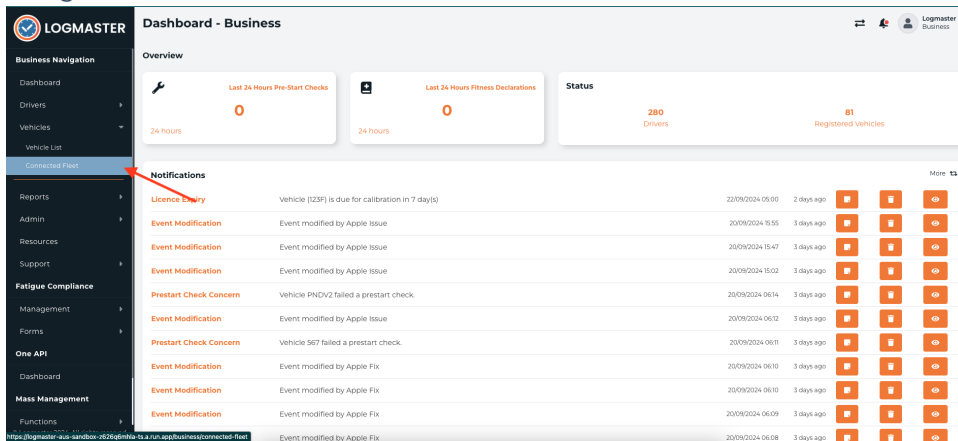 LOGMASTER
Business Navigation
Dashboard
Drivers
Vehicles
Vehicle List
Connected Fleet
Reports
Admin
Resources
Support
Fatigue Compliance
Management
Forms
One API
Dashboard
Mass Management
Functions
https://logmaster-aus-sandbox-z626q6mhla-ts.a.run.app/business/connected-fleet
Dashboard - Business
Logmaster
Business
Overview
Last 24 Hours Pre-Start Checks
0
24 hours
Last 24 Hours Fitness Declarations
0
24 hours
Status
280
Drivers
81
Registered Vehicles
Notifications
More
Licence Expiry Vehicle (123F) is due for calibration in 7 day(s) 22/09/2024 05:00 2 days ago
Event Modification Event modified by Apple Issue 20/09/2024 15:55 3 days ago
Event Modification Event modified by Apple Issue 20/09/2024 15:47 3 days ago
Event Modification Event modified by Apple Issue 20/09/2024 15:02 3 days ago
Prestart Check Concern Vehicle PNDV2 failed a prestart check. 20/09/2024 06:14 3 days ago
Event Modification Event modified by Apple Issue 20/09/2024 06:12 3 days ago
Prestart Check Concern Vehicle 567 failed a prestart check. 20/09/2024 06:11 3 days ago
Event Modification Event modified by Apple Fix 20/09/2024 06:10 3 days ago
Event Modification Event modified by Apple Fix 20/09/2024 06:10 3 days ago
Event Modification Event modified by Apple Fix 20/09/2024 06:09 3 days ago
Event Modification Event modified by Apple Fix 20/09/2024 06:08 3 days ago